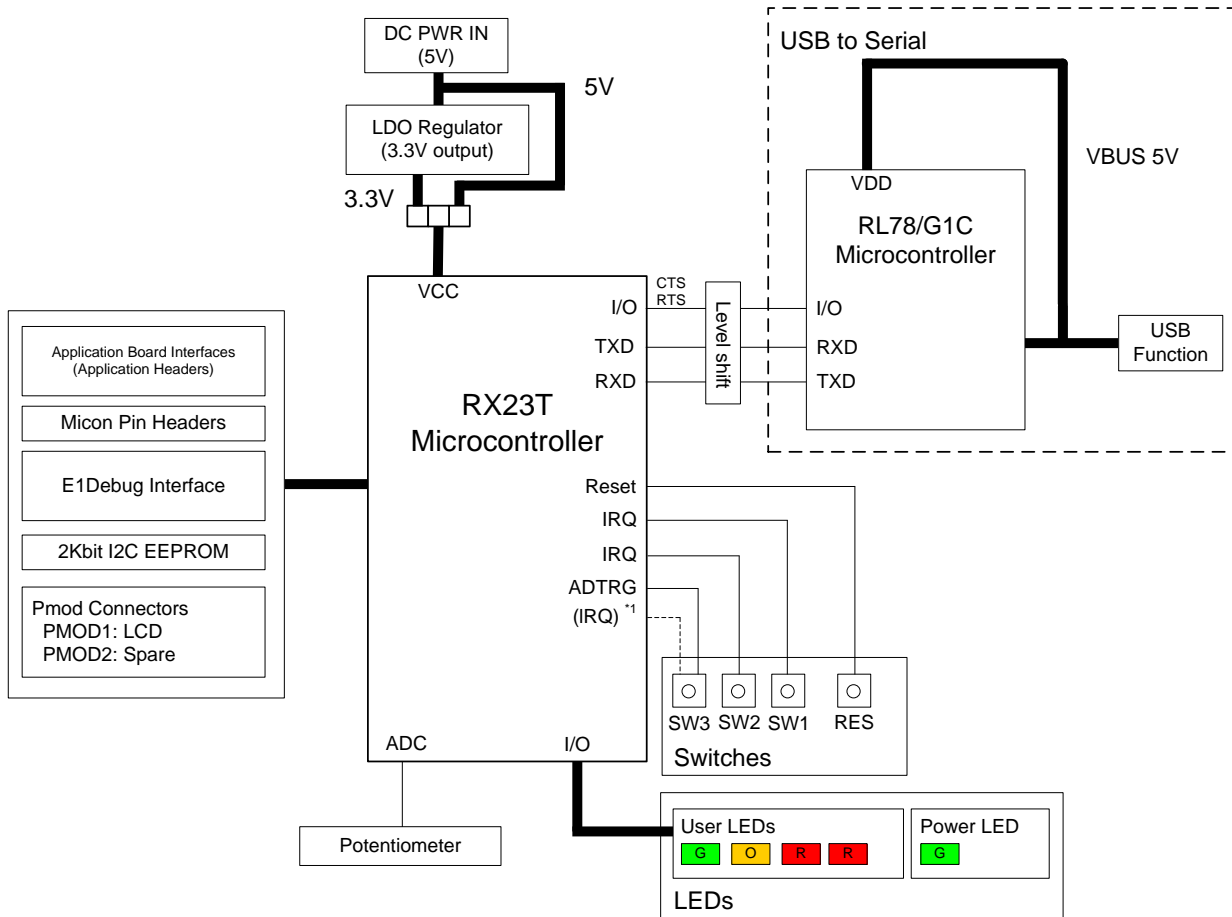 DC PWR IN
(5V)
5V
LDO Regulator
(3.3V output)
3.3V
USB to Serial
VBUS 5V
VDD
RL78/G1C
Microcontroller
I/O
RXD
TXD
USB
Function
VCC
I/O
CTS
RTS
TXD
RXD
Level shift
RX23T
Microcontroller
Application Board Interfaces
(Application Headers)
Micon Pin Headers
E1Debug Interface
2Kbit I2C EEPROM
Pmod Connectors
PMOD1: LCD
PMOD2: Spare
Reset
IRQ
IRQ
ADTRG
(IRQ) *1
SW3 SW2 SW1 RES
Switches
ADC
I/O
Potentiometer
User LEDs
G O R R
Power LED
G
LEDs